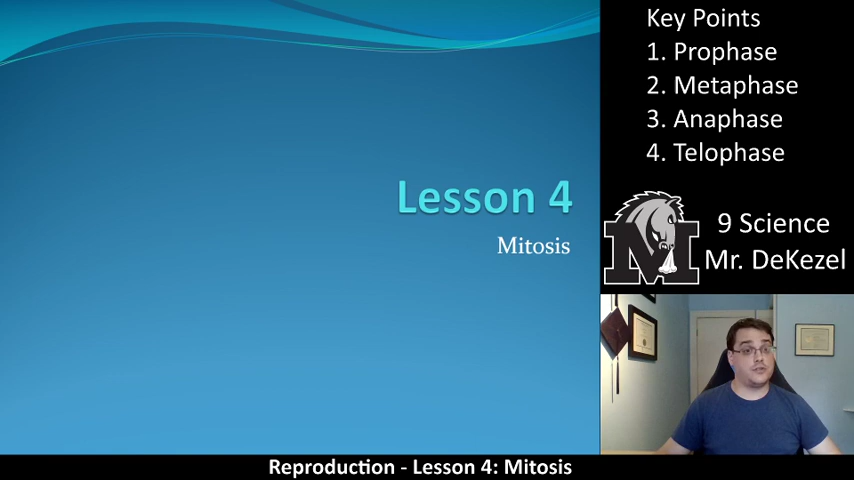 Lesson 4
Mitosis
Key Points
1. Prophase
2. Metaphase
3. Anaphase
4. Telophase
M
9 Science
Mr. DeKezel
Reproduction - Lesson 4: Mitosis